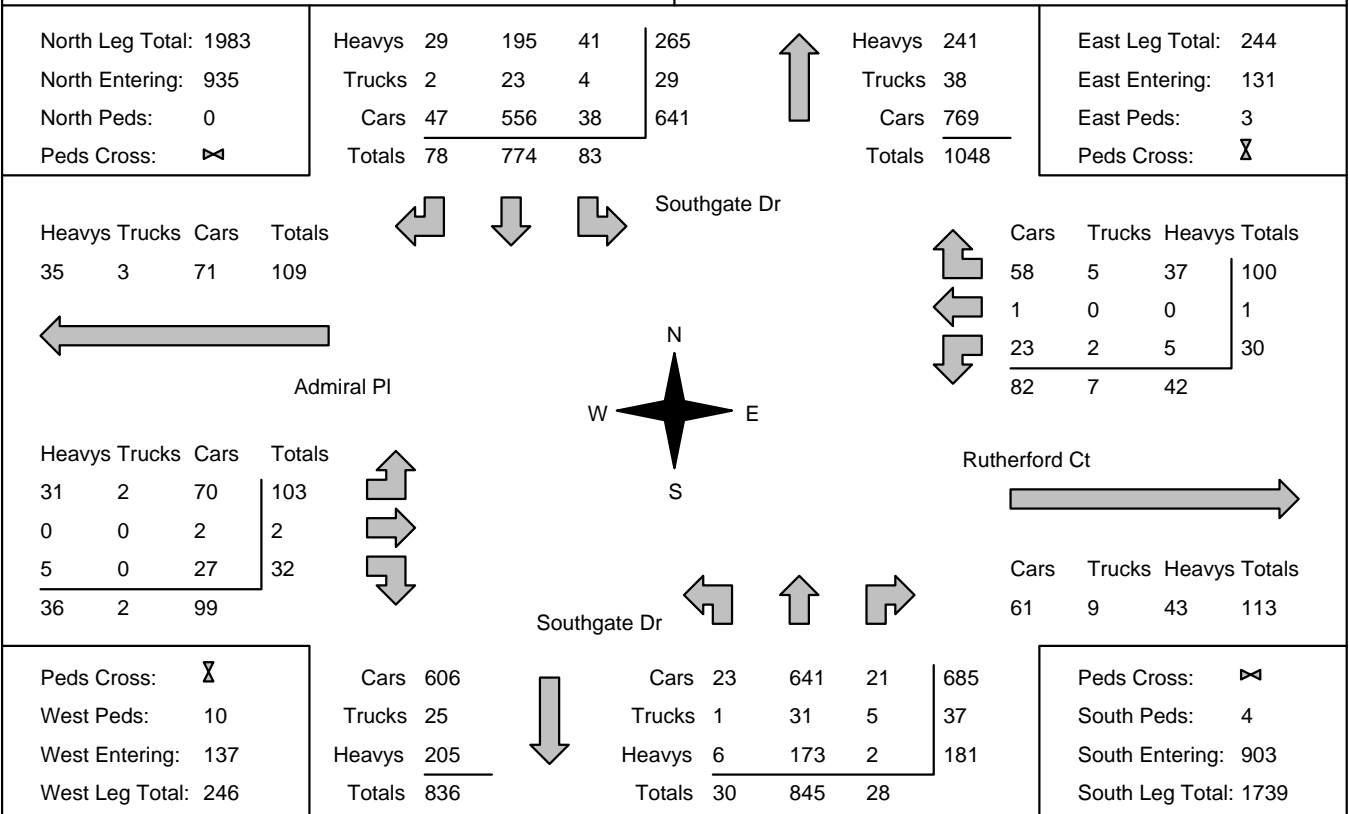 North Leg Total: 1983
North Entering: 935
North Peds: 0
Peds Cross:
Heavys 29 195 41 265
Trucks 2 23 4 29
Cars 47 556 38 641
Totals 78 774 83
Heavys 241
Trucks 38
Cars 769
Totals 1048
East Leg Total: 244
East Entering: 131
East Peds: 3
Peds Cross:
Southgate Dr
Heavys Trucks Cars Totals
35 3 71 109
Cars Trucks Heavys Totals
58 5 37 100
1 0 0 1
23 2 5 30
82 7 42
Admiral Pl
N
W E
S
Heavys Trucks Cars Totals
31 2 70 103
0 0 2 2
5 0 27 32
36 2 99
Rutherford Ct
Cars Trucks Heavys Totals
61 9 43 113
Southgate Dr
Peds Cross:
West Peds: 10
West Entering: 137
West Leg Total: 246
Cars 606
Trucks 25
Heavys 205
Totals 836
Cars 23 641 21 685
Trucks 1 31 5 37
Heavys 6 173 2 181
Totals 30 845 28
Peds Cross:
South Peds: 4
South Entering: 903
South Leg Total: 1739